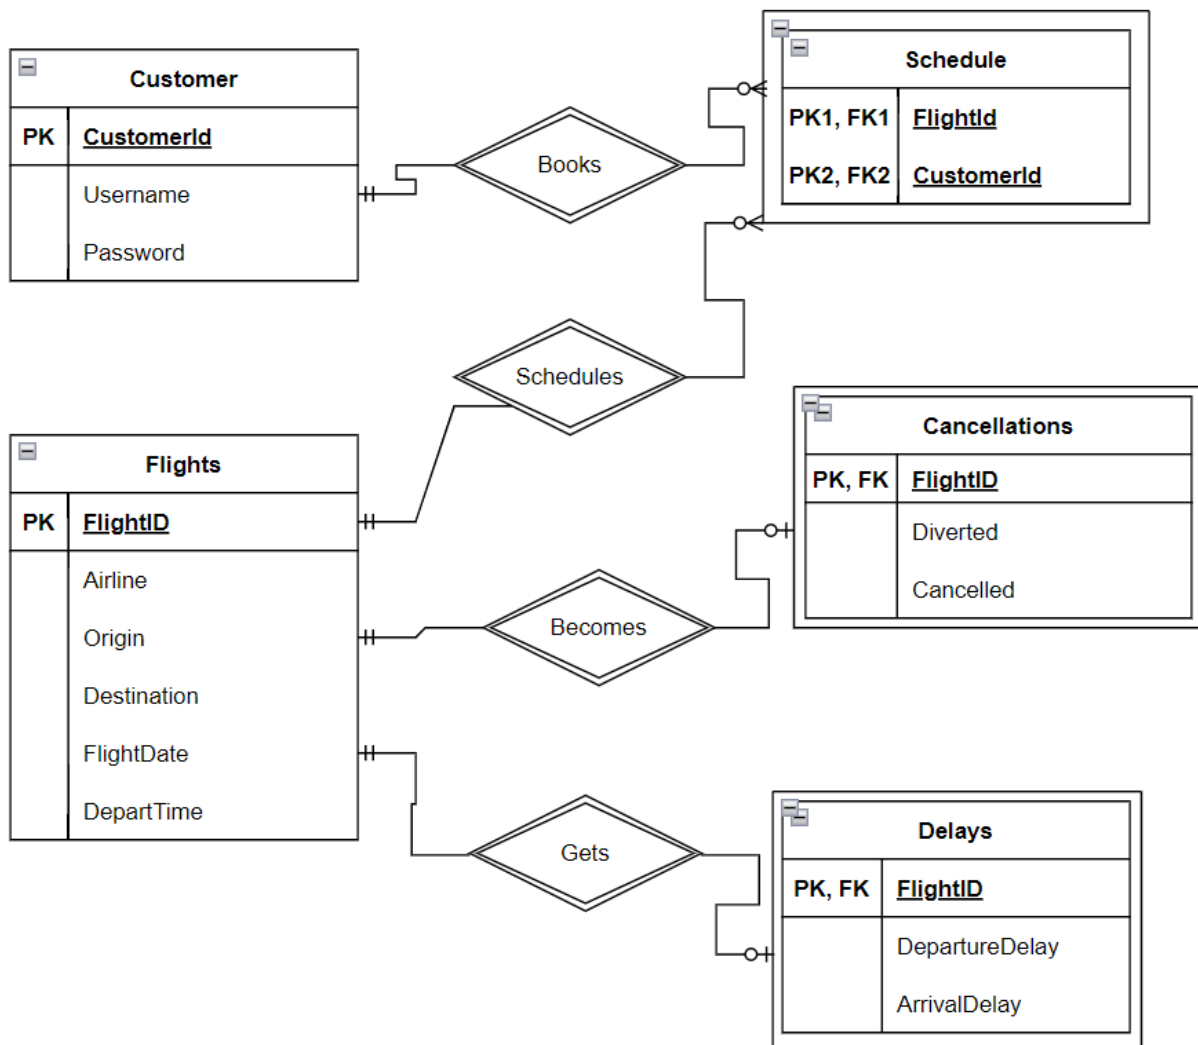 Customer
PK CustomerId
Username
Password
Books
Schedule
PK1, FK1 FlightId
PK2, FK2 CustomerId
Schedules
Flights
PK FlightID
Airline
Origin
Destination
FlightDate
DepartTime
Becomes
Cancellations
PK, FK FlightID
Diverted
Cancelled
Gets
Delays
PK, FK FlightID
DepartureDelay
ArrivalDelay